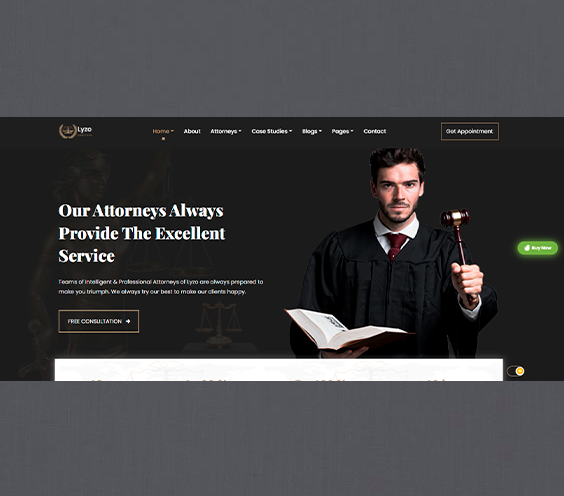 Lyzo
Home About Attorneys Case Studies Blogs Pages Contact
Get Appointment
Our Attorneys Always
Provide The Excellent
Service
Buy Now
Teams of Intelligent & Professional Attorneys of Lyzo are always prepared to
make you triumph. We always try our best to make our clients happy.
FREE CONSULTATION